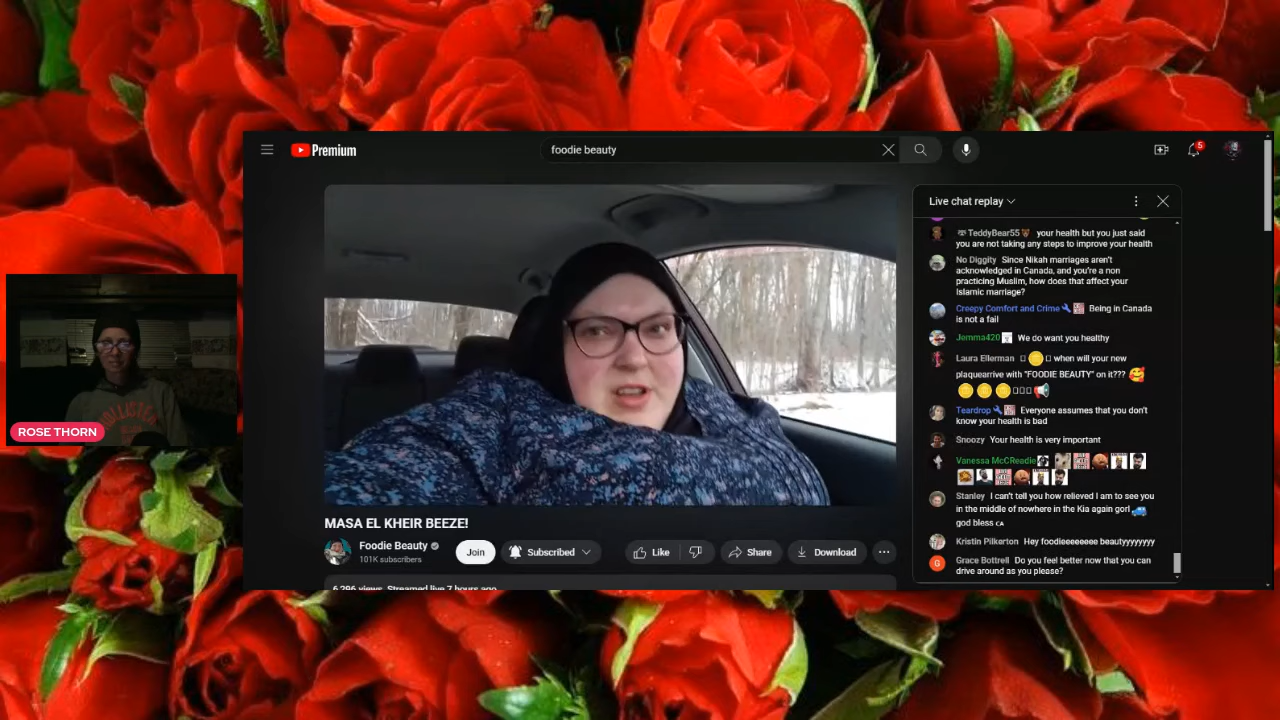 Premium
foodie beauty
5
Live chat replay
TeddyBear55 your health but you just said
you are not taking any steps to improve your health
No Diggity Since Nikah marriages aren't
acknowledged in Canada, and you're a non
practicing Muslim, how does that affect your
Islamic marriage?
Creepy Comfort and Crime Being in Canada
is not a fail
Jemma420 We do want you healthy
Laura Ellerman when will your new
plaquearrive with "FOODIE BEAUTY" on it???
Teardrop Everyone assumes that you don't
know your health is bad
Snoozy Your health is very important
Vanessa McCReadie
Stanley I can't tell you how relieved I am to see you
in the middle of nowhere in the Kia again gorl
god bless CA
Kristin Pilkerton Hey foodieeeeeee beautyyyyyyy
G
Grace Bottrell Do you feel better now that you can
drive around as you please?
ROSE THORN
MASA EL KHEIR BEEZE!
Foodie Beauty
101K subscribers
Join
Subscribed
Like
Share
Download
6,296 views Streamed live 7 hours ago